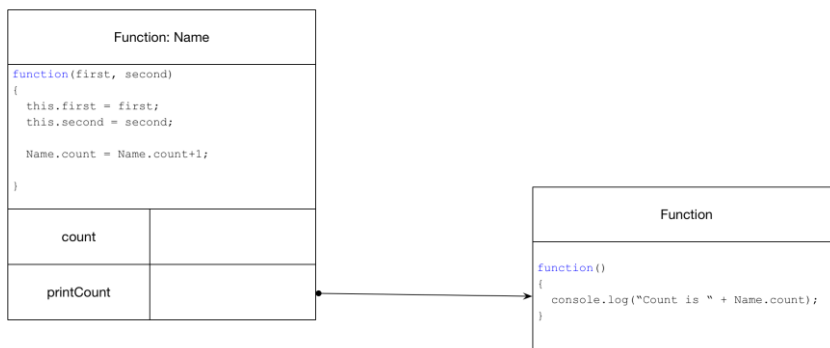 Function: Name
function(first, second)
{
this.first = first;
this.second = second;
Name.count = Name.count+1;
}
count
printCount
Function
function()
{
console.log(“Count is “ + Name.count);
}